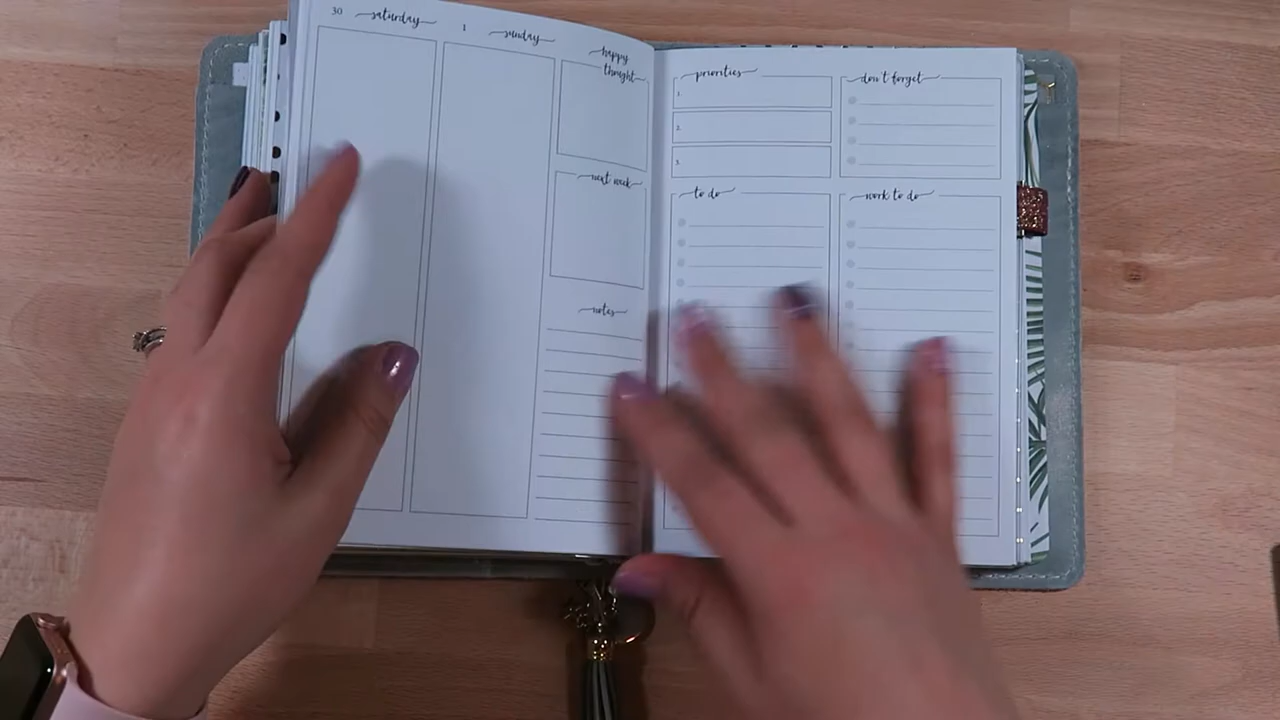 30 saturday
1 sunday
happy
thought
next week
notes
priorities
1.
2.
3.
don't forget
to do
work to do